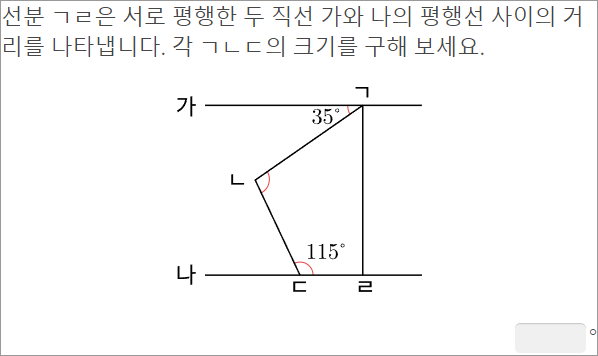 선분 ㄱㄹ은 서로 평행한 두 직선 가와 나의 평행선 사이의 거
리를 나타냅니다. 각 ㄱㄴㄷ의 크기를 구해 보세요.
ㄱ
가
35°
ㄴ
115°
나
ㄷ ㄹ
°